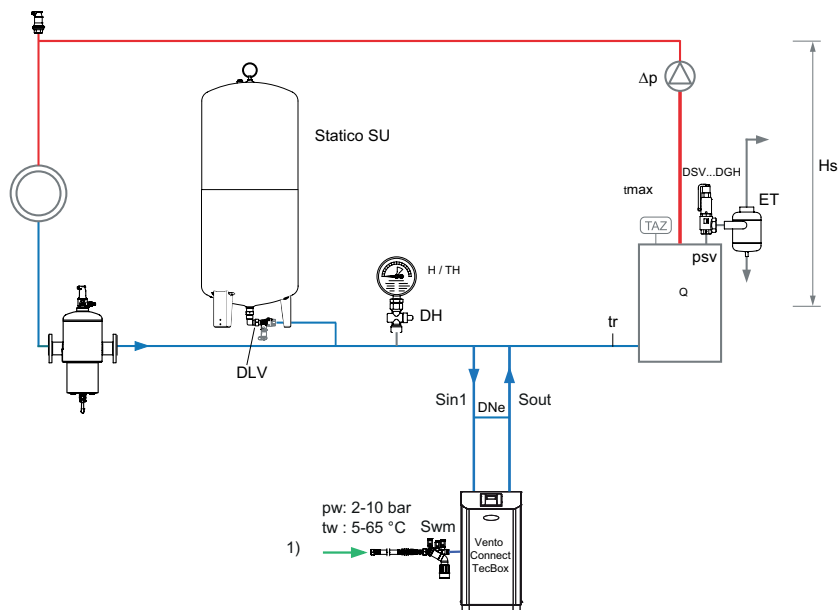 Δp
Statico SU
Hs
DSV...DGH
tmax
ET
TAZ
psv
H / TH
Q
DH
tr
DLV
Sin1
DNe
Sout
pw: 2-10 bar
tw : 5-65 °C
Swm
1)
Vento
Connect
TecBox